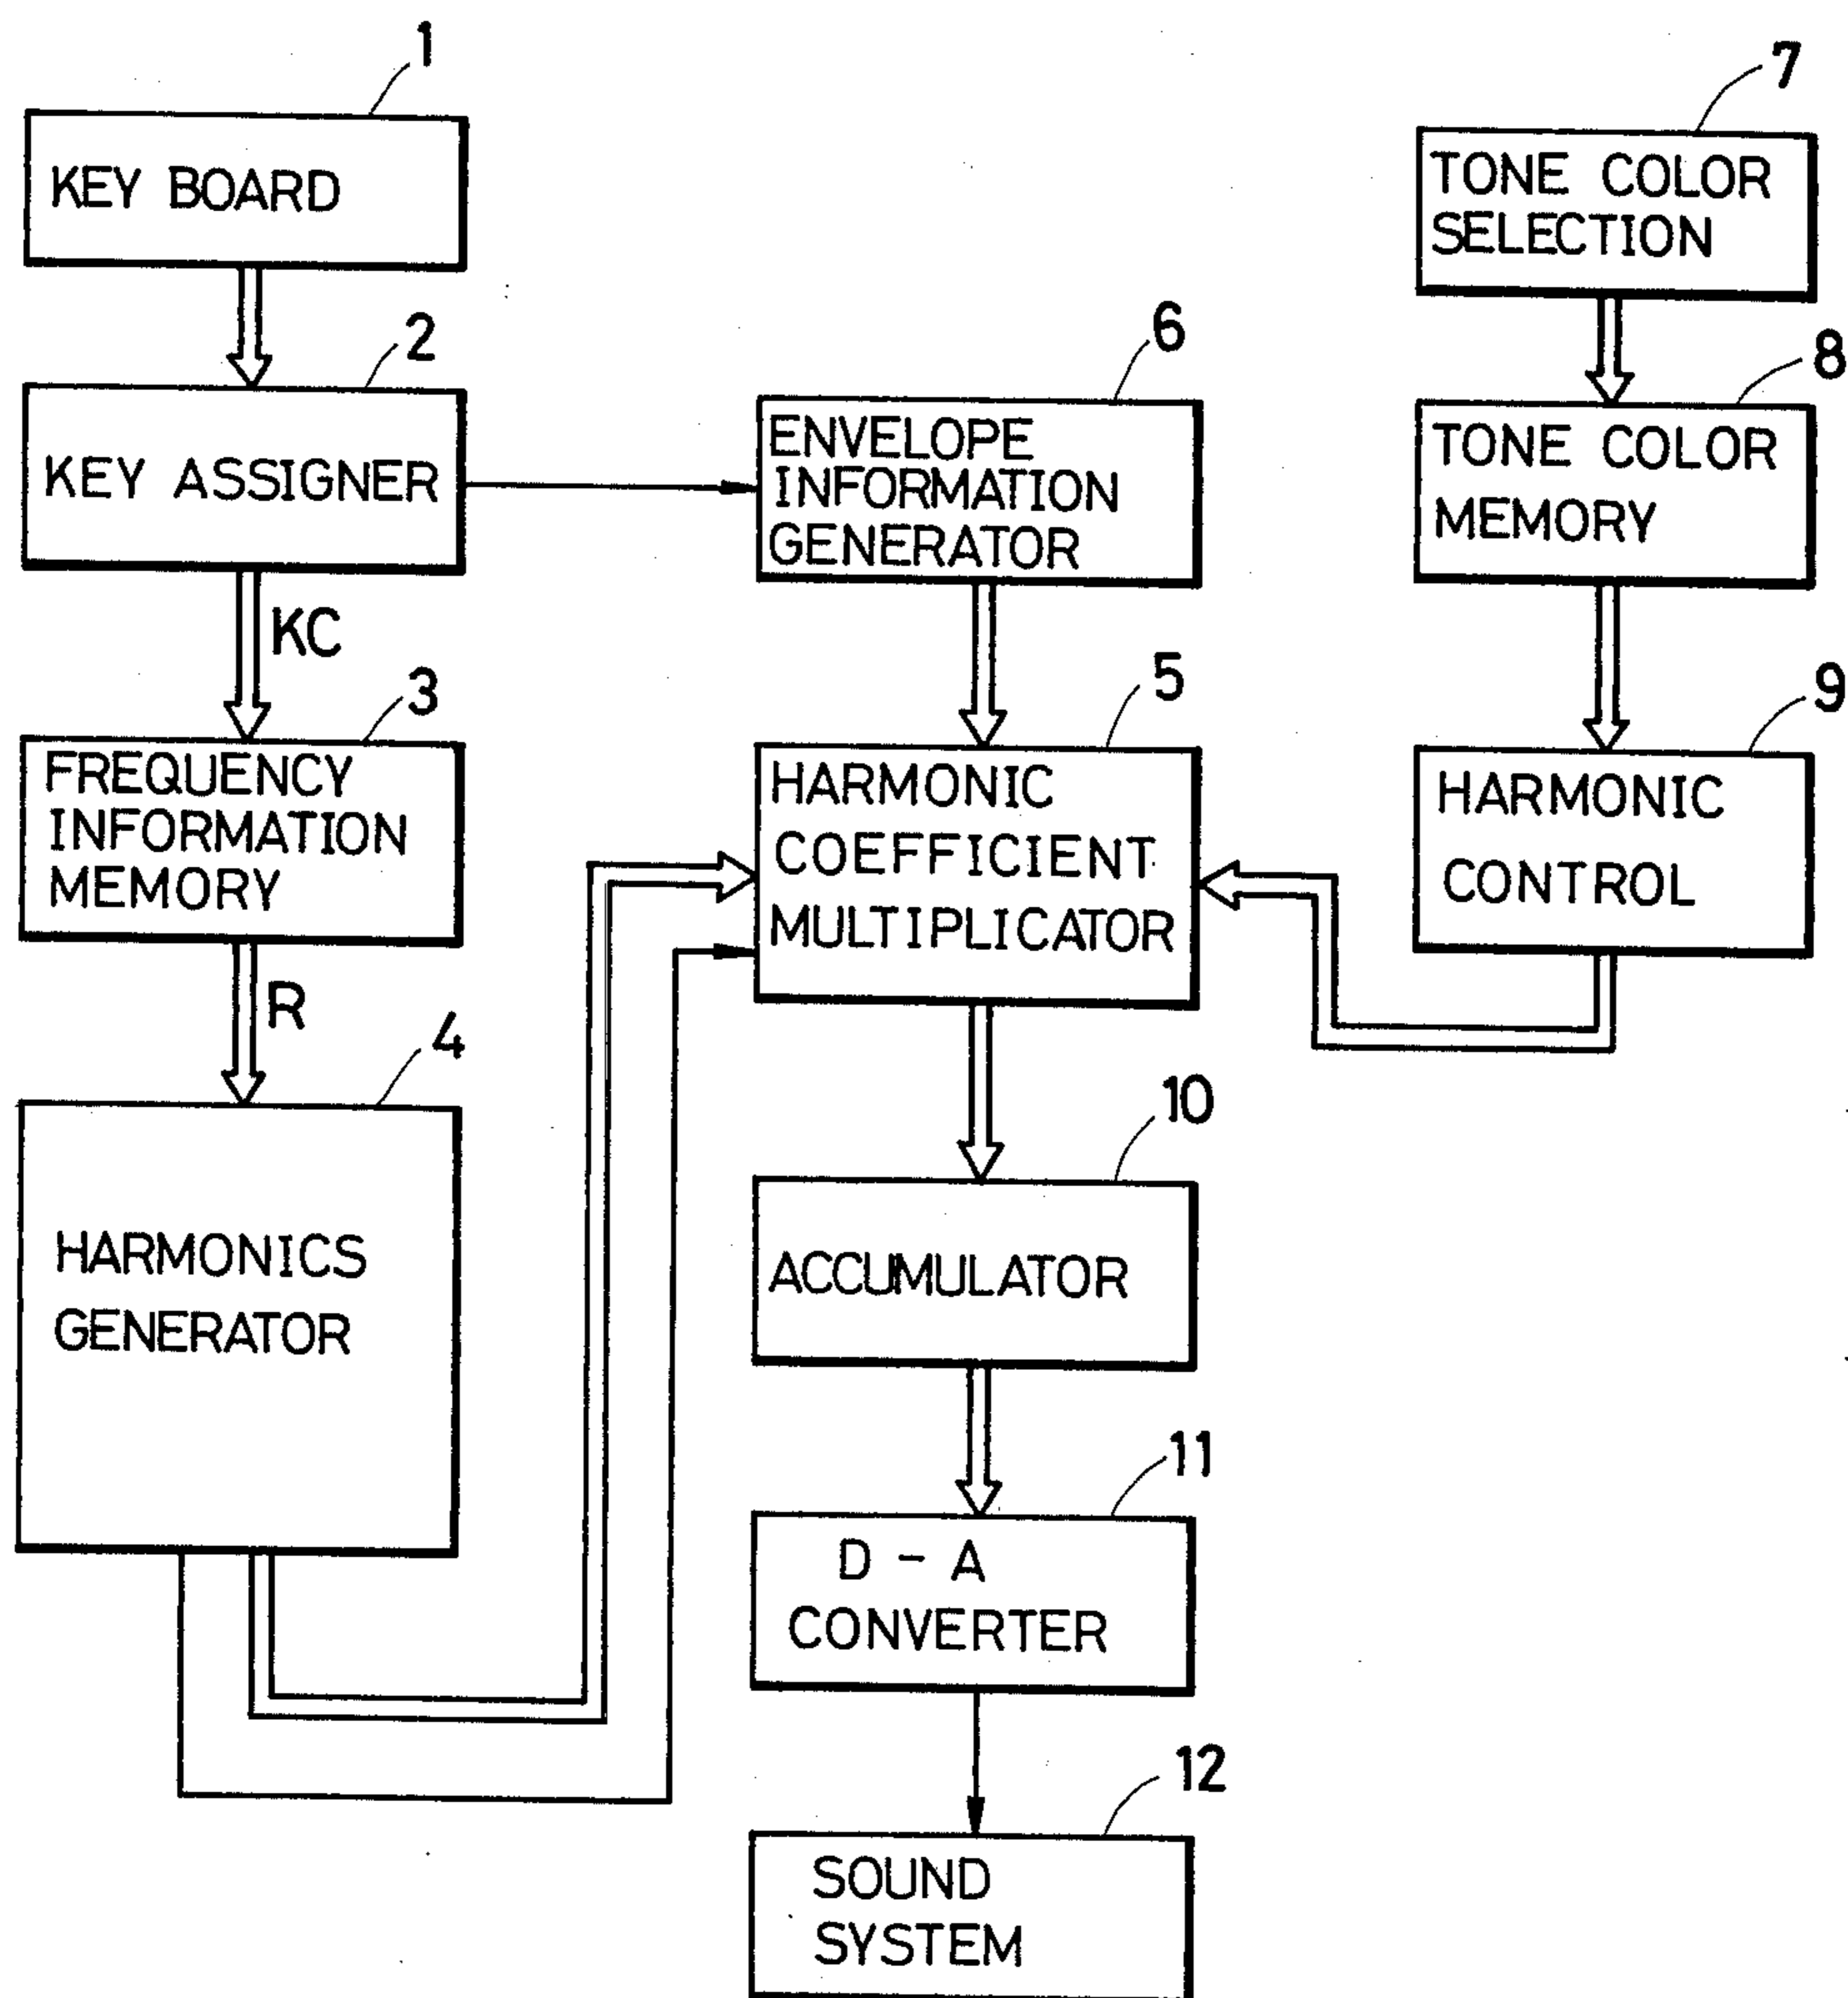 1
KEY BOARD
2
KEY ASSIGNER
KC
3
FREQUENCY
INFORMATION
MEMORY
R
4
HARMONICS
GENERATOR
6
ENVELOPE
INFORMATION
GENERATOR
5
HARMONIC
COEFFICIENT
MULTIPLICATOR
10
ACCUMULATOR
11
D - A
CONVERTER
12
SOUND
SYSTEM
7
TONE COLOR
SELECTION
8
TONE COLOR
MEMORY
9
HARMONIC
CONTROL